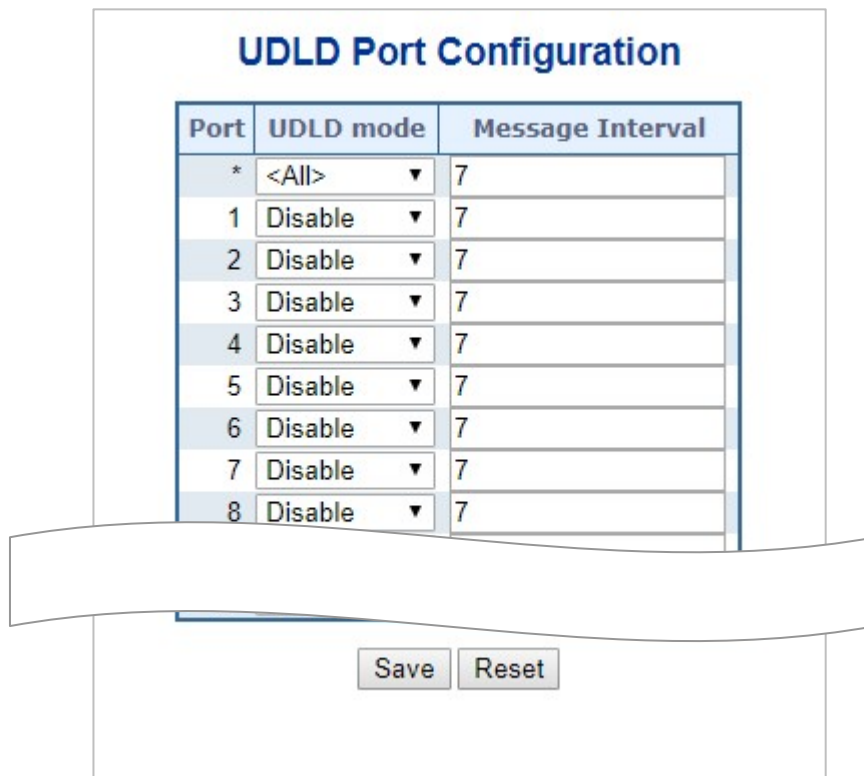 UDLD Port Configuration
Port UDLD mode Message Interval
* <All> 7
1 Disable 7
2 Disable 7
3 Disable 7
4 Disable 7
5 Disable 7
6 Disable 7
7 Disable 7
8 Disable 7
Save Reset